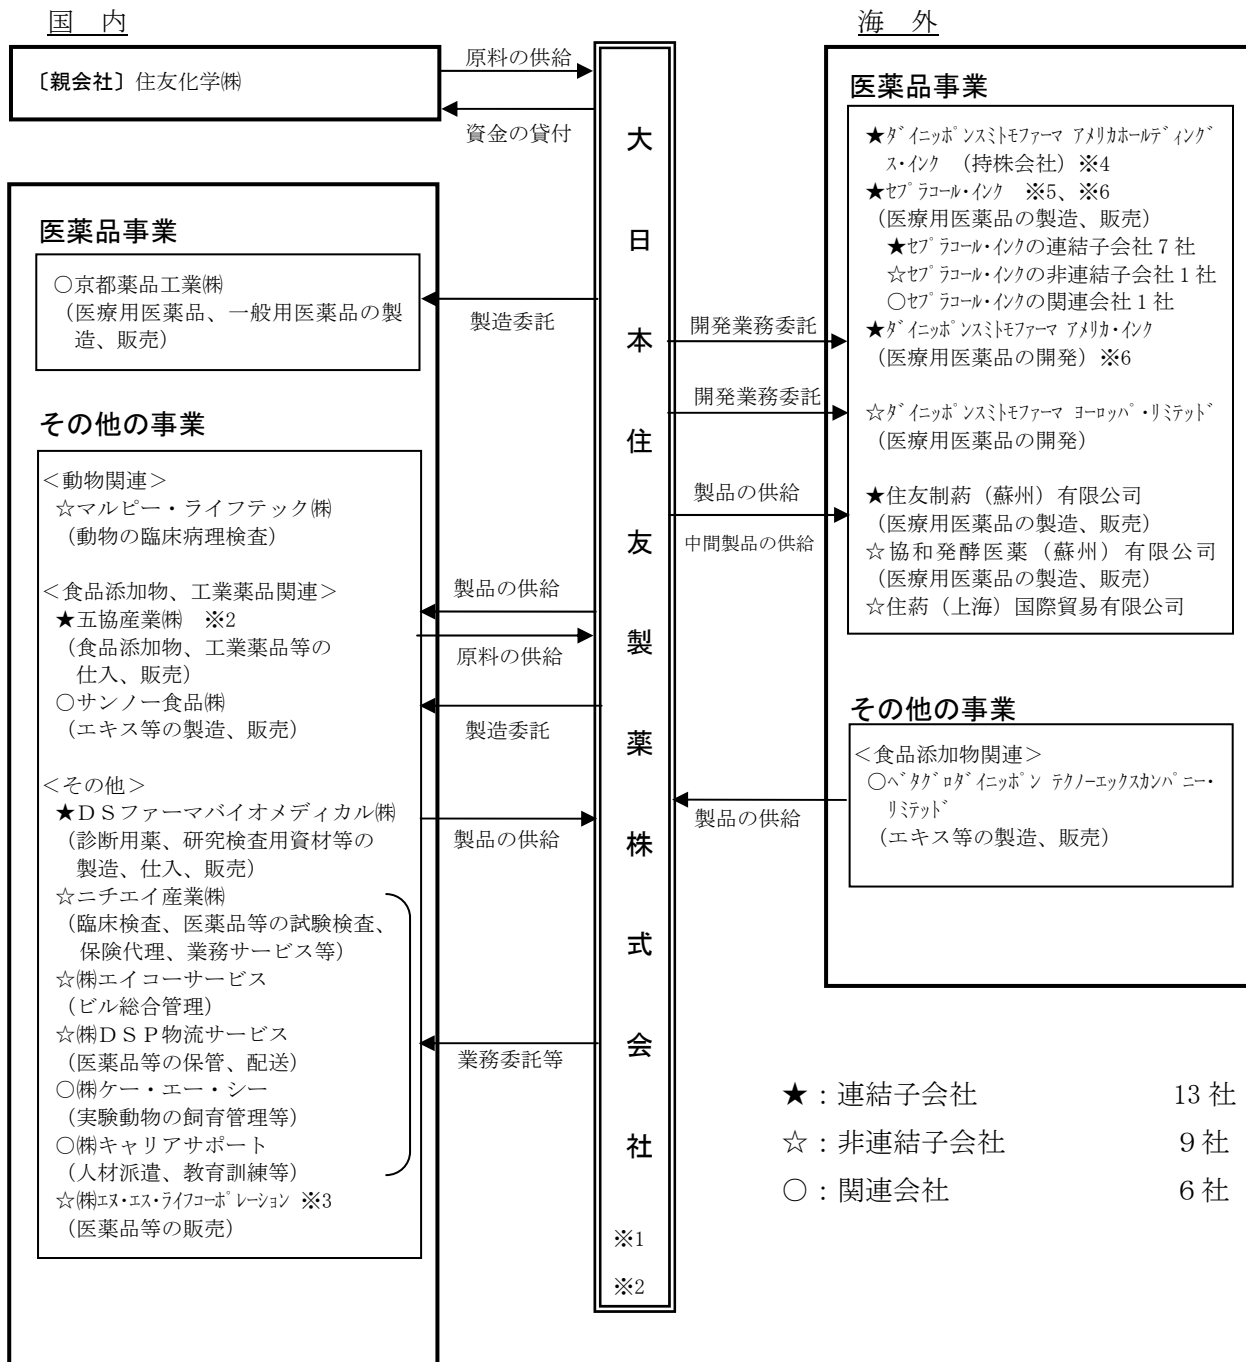 国　内
〔親会社〕住友化学㈱
医薬品事業
○京都薬品工業㈱
（医療用医薬品、一般用医薬品の製
造、販売）
その他の事業
＜動物関連＞
☆マルピー・ライフテック㈱
（動物の臨床病理検査）
＜食品添加物、工業薬品関連＞
★五協産業㈱　※2
（食品添加物、工業薬品等の
仕入、販売）
○サンノー食品㈱
（エキス等の製造、販売）
＜その他＞
★ＤＳファーマバイオメディカル㈱
（診断用薬、研究検査用資材等の
製造、仕入、販売）
☆ニチエイ産業㈱
（臨床検査、医薬品等の試験検査、
保険代理、業務サービス等）
☆㈱エイコーサービス
（ビル総合管理）
☆㈱ＤＳＰ物流サービス
（医薬品等の保管、配送）
○㈱ケー・エー・シー
（実験動物の飼育管理等）
○㈱キャリアサポート
（人材派遣、教育訓練等）
☆㈱ｴﾇ･ｴｽ･ﾗｲﾌｺｰﾎﾟﾚｰｼｮﾝ ※3
（医薬品等の販売）
原料の供給
資金の貸付
製造委託
製品の供給
原料の供給
製造委託
製品の供給
業務委託等
大
日
本
住
友
製
薬
株
式
会
社
※1
※2
開発業務委託
開発業務委託
製品の供給
中間製品の供給
製品の供給
海　外
医薬品事業
★ﾀﾞｲﾆｯﾎﾟﾝｽﾐﾄﾓﾌｧｰﾏ ｱﾒﾘｶﾎｰﾙﾃﾞｨﾝｸﾞ
ｽ･ｲﾝｸ　（持株会社）※4
★ｾﾌﾟﾗｺｰﾙ･ｲﾝｸ　※5、※6
（医療用医薬品の製造、販売）
★ｾﾌﾟﾗｺｰﾙ･ｲﾝｸの連結子会社７社
☆ｾﾌﾟﾗｺｰﾙ･ｲﾝｸの非連結子会社１社
○ｾﾌﾟﾗｺｰﾙ･ｲﾝｸの関連会社１社
★ﾀﾞｲﾆｯﾎﾟﾝｽﾐﾄﾓﾌｧｰﾏ ｱﾒﾘｶ･ｲﾝｸ
（医療用医薬品の開発）※6
☆ﾀﾞｲﾆｯﾎﾟﾝｽﾐﾄﾓﾌｧｰﾏ ﾖｰﾛｯﾊﾟ･ﾘﾐﾃｯﾄﾞ
（医療用医薬品の開発）
★住友制葯（蘇州）有限公司
（医療用医薬品の製造、販売）
☆協和発酵医薬（蘇州）有限公司
（医療用医薬品の製造、販売）
☆住葯（上海）国際貿易有限公司
その他の事業
＜食品添加物関連＞
○ﾍﾞﾀｸﾞﾛﾀﾞｲﾆｯﾎﾟﾝ ﾃｸﾉｰｴｯｸｽｶﾝﾊﾟﾆｰ･
ﾘﾐﾃｯﾄﾞ
（エキス等の製造、販売）
★：連結子会社　13社
☆：非連結子会社　９社
○：関連会社　６社